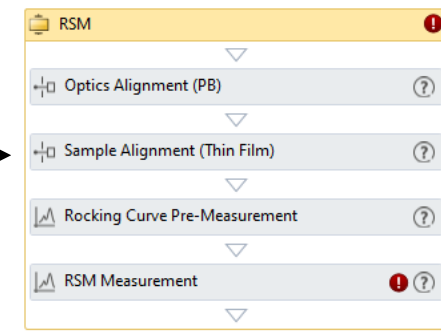 RSM
Optics Alignment (PB)
Sample Alignment (Thin Film)
Rocking Curve Pre-Measurement
RSM Measurement